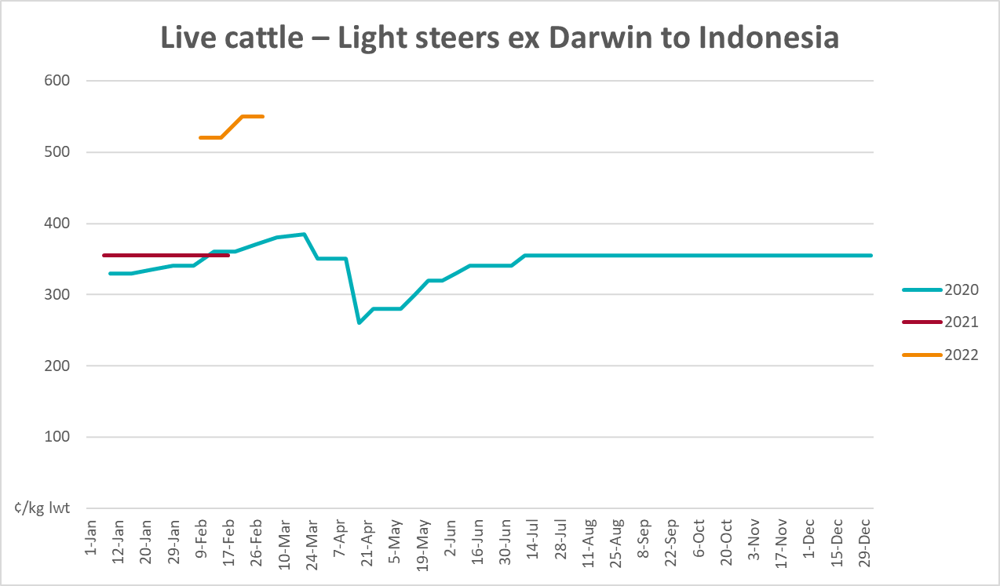 Live cattle – Light steers ex Darwin to Indonesia
600
500
400
300
200
100
¢/kg lwt
1-Jan
12-Jan
20-Jan
29-Jan
9-Feb
17-Feb
26-Feb
10-Mar
24-Mar
7-Apr
21-Apr
5-May
19-May
2-Jun
16-Jun
30-Jun
14-Jul
28-Jul
11-Aug
25-Aug
8-Sep
22-Sep
6-Oct
20-Oct
3-Nov
17-Nov
1-Dec
15-Dec
29-Dec
2020
2021
2022